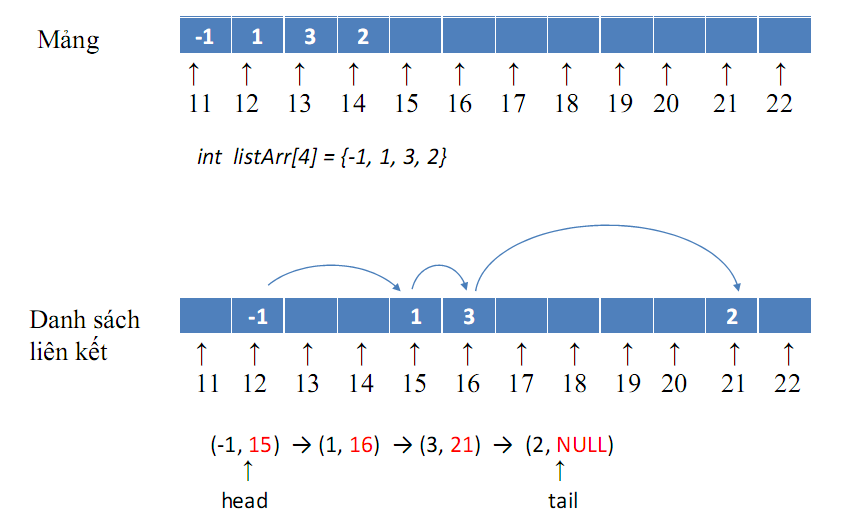 Mảng
-1 1 3 2
↑ ↑ ↑ ↑ ↑ ↑ ↑ ↑ ↑ ↑ ↑ ↑
11 12 13 14 15 16 17 18 19 20 21 22
int listArr[4] = {-1, 1, 3, 2}
Danh sách
liên kết
-1 1 3 2
↑ ↑ ↑ ↑ ↑ ↑ ↑ ↑ ↑ ↑ ↑ ↑
11 12 13 14 15 16 17 18 19 20 21 22
(-1, 15) → (1, 16) → (3, 21) → (2, NULL)
↑ ↑
head tail